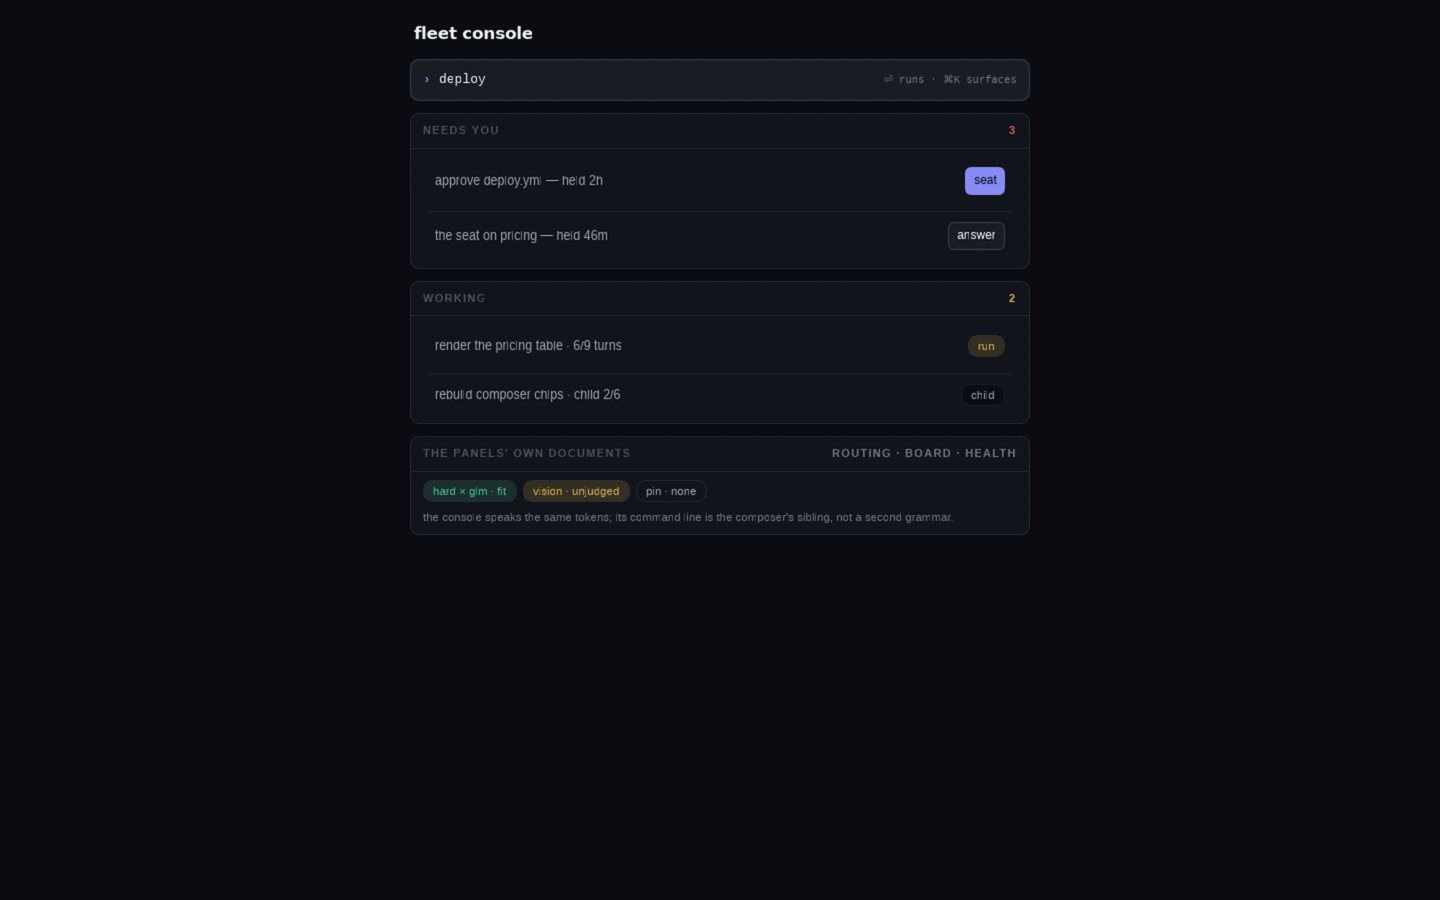 fleet console
› deploy ⏎ runs · ⌘K surfaces
NEEDS YOU 3
approve deploy.yml — held 2h seat
the seat on pricing — held 46m answer
WORKING 2
render the pricing table · 6/9 turns run
rebuild composer chips · child 2/6 child
THE PANELS' OWN DOCUMENTS ROUTING · BOARD · HEALTH
hard × glm · fit vision · unjudged pin · none
the console speaks the same tokens; its command line is the composer's sibling, not a second grammar.